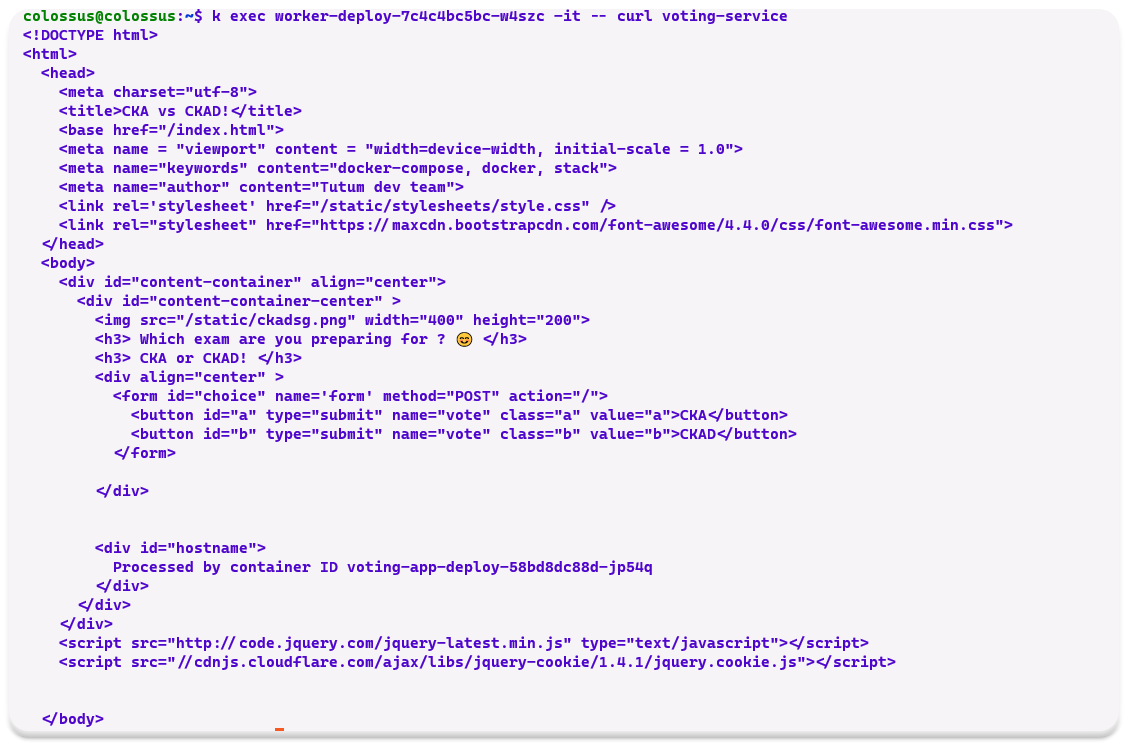 colossus@colossus:~$ k exec worker-deploy-7c4c4bc5bc-w4szc -it -- curl voting-service
<!DOCTYPE html>
<html>
  <head>
    <meta charset="utf-8">
    <title>CKA vs CKAD!</title>
    <base href="/index.html">
    <meta name = "viewport" content = "width=device-width, initial-scale = 1.0">
    <meta name="keywords" content="docker-compose, docker, stack">
    <meta name="author" content="Tutum dev team">
    <link rel='stylesheet' href="/static/stylesheets/style.css" />
    <link rel="stylesheet" href="https://maxcdn.bootstrapcdn.com/font-awesome/4.4.0/css/font-awesome.min.css">
  </head>
  <body>
    <div id="content-container" align="center">
      <div id="content-container-center" >
        <img src="/static/ckadsg.png" width="400" height="200">
        <h3> Which exam are you preparing for ? 😊 </h3>
        <h3> CKA or CKAD! </h3>
        <div align="center" >
          <form id="choice" name='form' method="POST" action="/">
            <button id="a" type="submit" name="vote" class="a" value="a">CKA</button>
            <button id="b" type="submit" name="vote" class="b" value="b">CKAD</button>
          </form>
        </div>
        <div id="hostname">
          Processed by container ID voting-app-deploy-58bd8dc88d-jp54q
        </div>
      </div>
    </div>
    <script src="http://code.jquery.com/jquery-latest.min.js" type="text/javascript"></script>
    <script src="//cdnjs.cloudflare.com/ajax/libs/jquery-cookie/1.4.1/jquery.cookie.js"></script>
  </body>